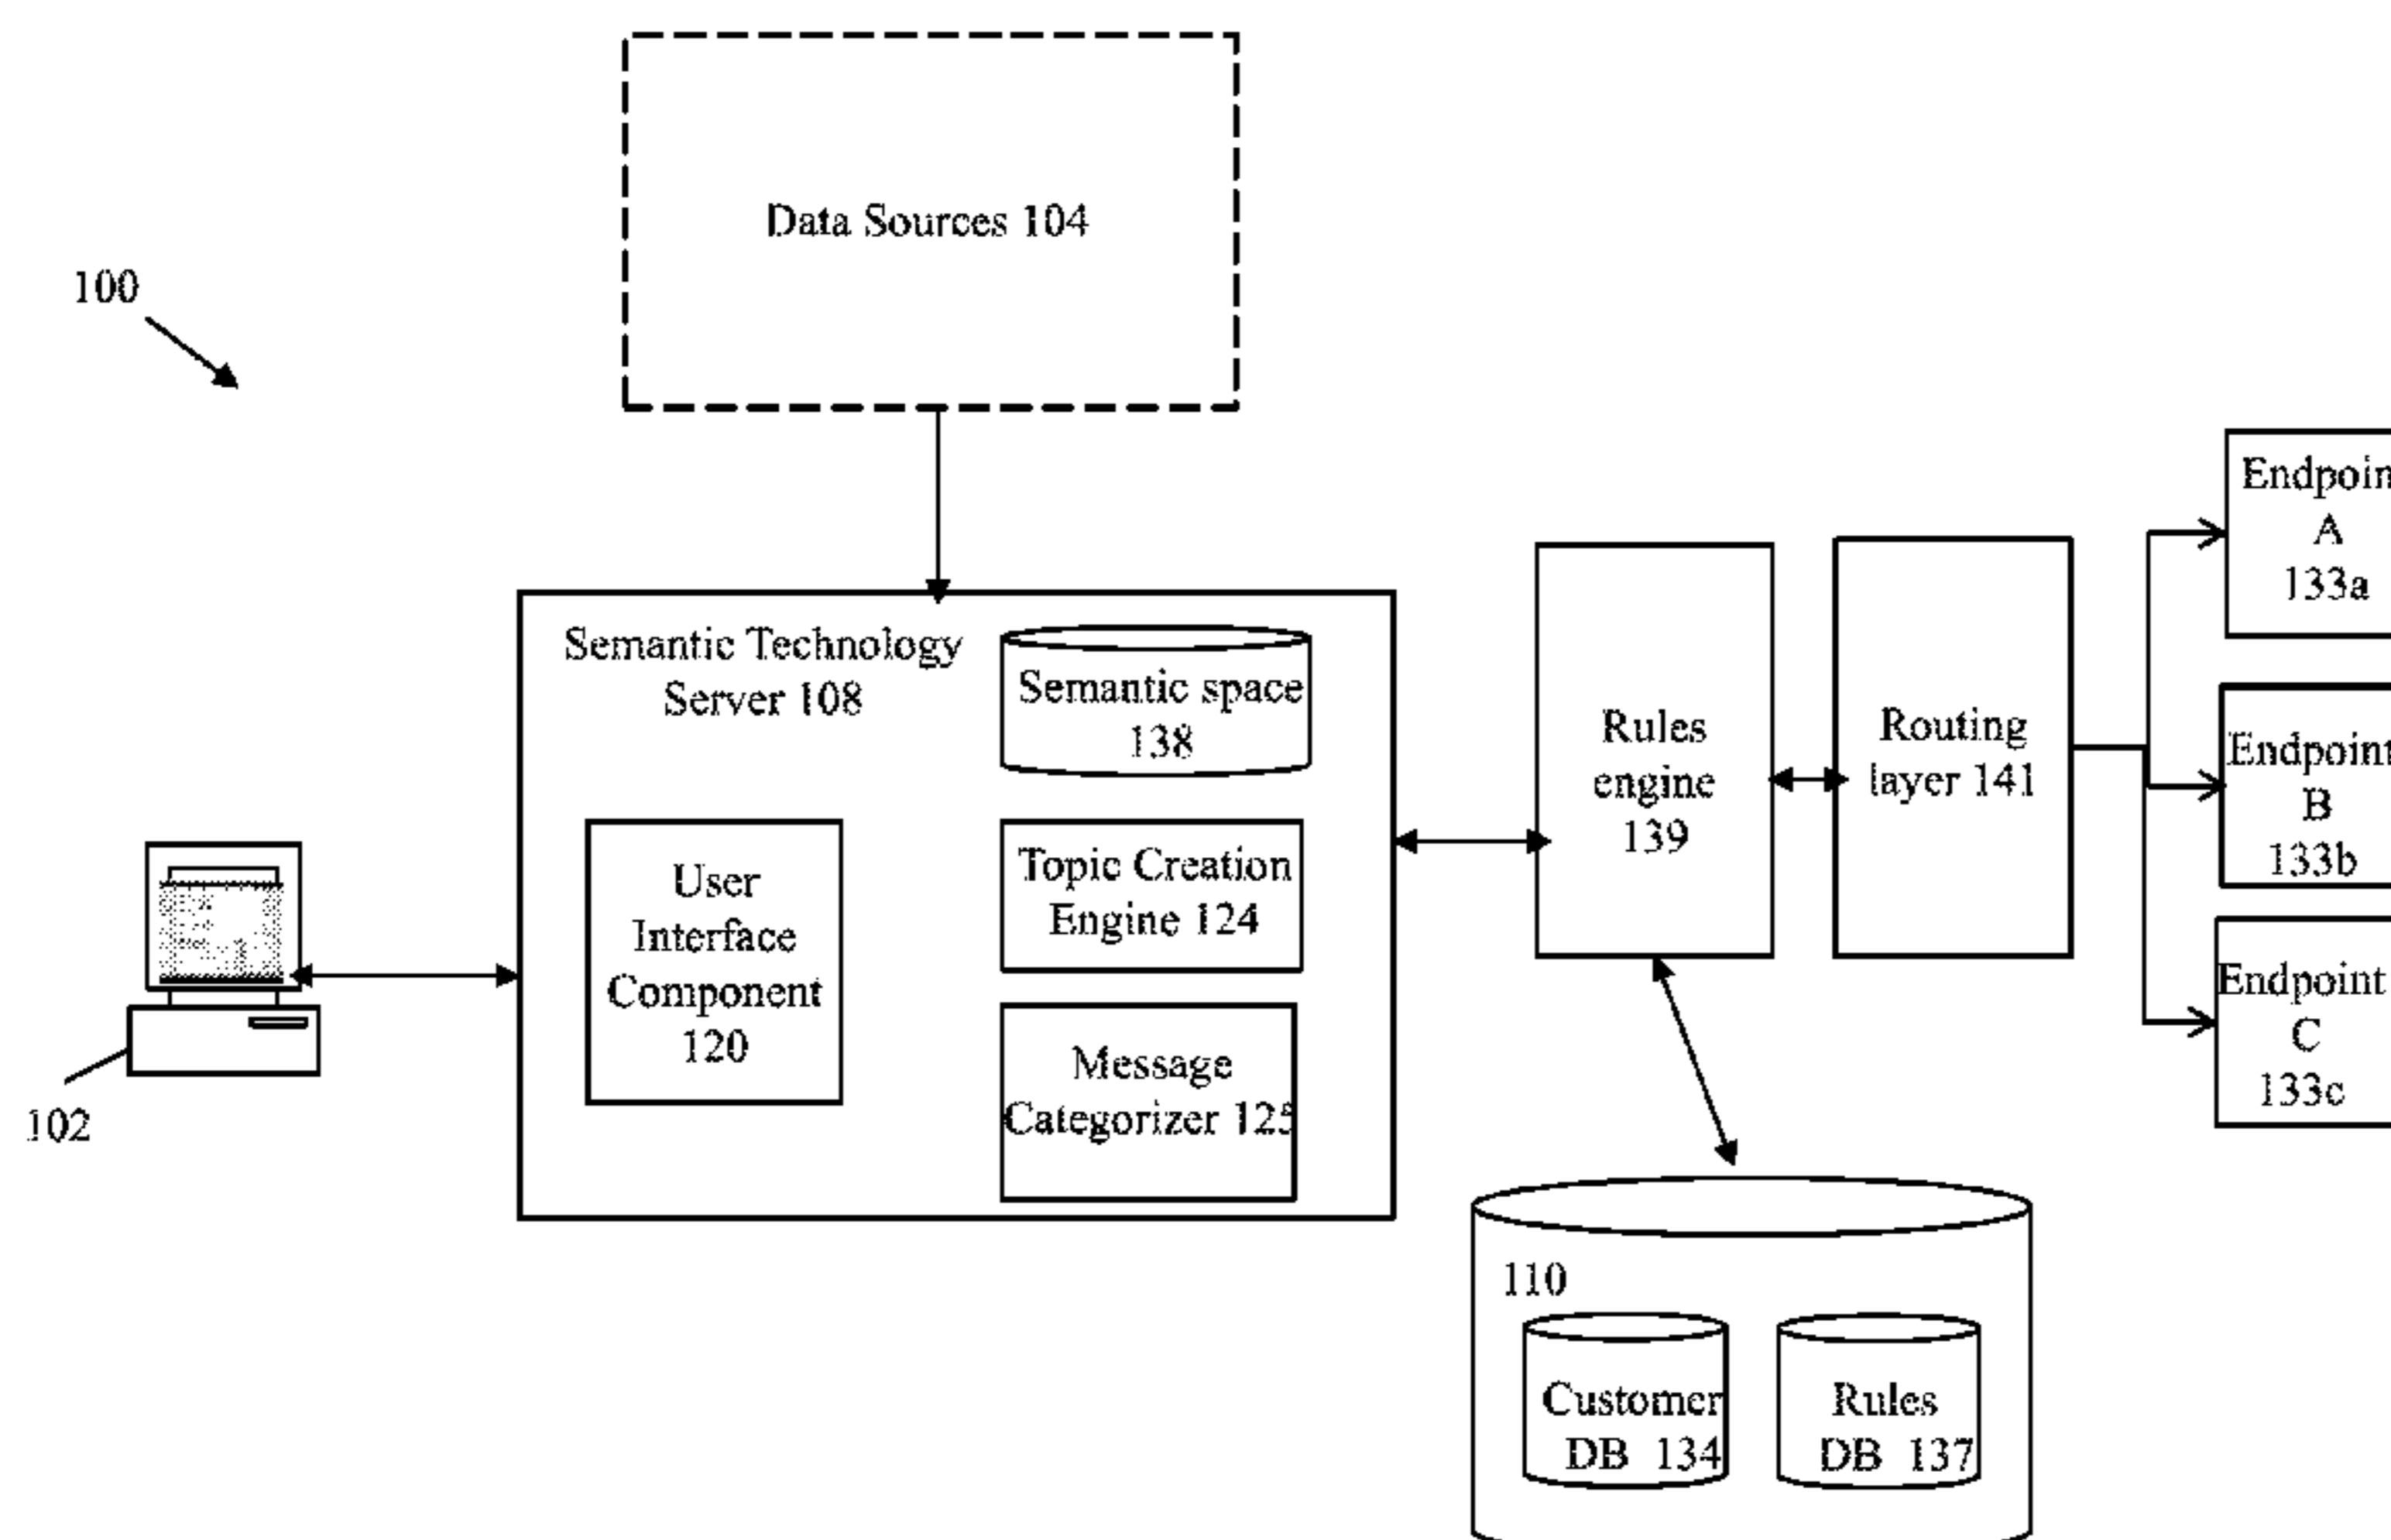 Data Sources 104
100
Semantic Technology
Server 108
Semantic space
138
User
Interface
Component
120
Topic Creation
Engine 124
Message
Categorizer 125
102
Rules
engine
139
Routing
layer 141
Endpoin
A
133a
Endpoint
B
133b
Endpoint
C
133c
110
Customer
DB 134
Rules
DB 137